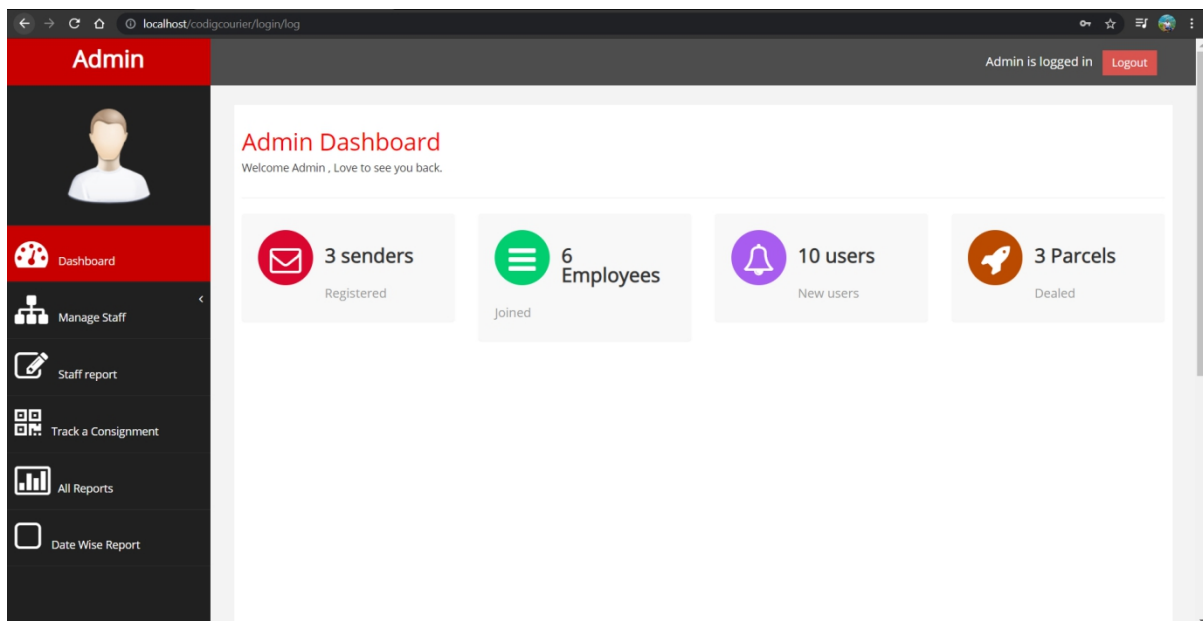 localhost/codigcourier/login/log
Admin
Admin is logged in Logout
Admin Dashboard
Welcome Admin , Love to see you back.
Dashboard
Manage Staff
Staff report
Track a Consignment
All Reports
Date Wise Report
3 senders
Registered
6
Employees
Joined
10 users
New users
3 Parcels
Dealed